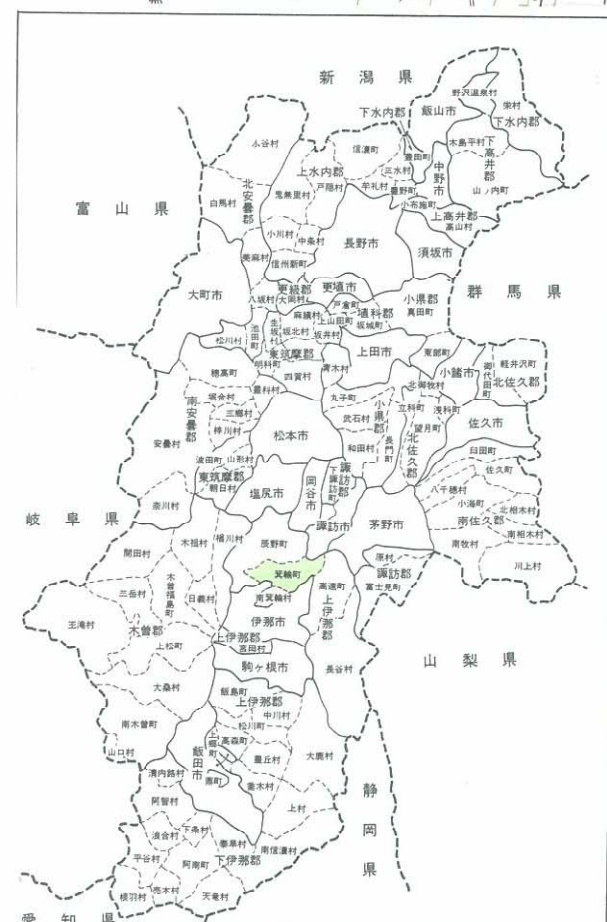 新潟県
野沢温泉村
栄村
飯山市
下水内郡
下水内郡
小谷村
信濃町
豊田町
木島平村
下高井郡
上水内郡
三水村
中野市
北安曇郡
鬼無里村
戸隠村
牟礼村
豊野町
山ノ内町
白馬村
小布施町
上高井郡
高山村
富山県
小川村
中条村
長野市
須坂市
美麻村
信州新町
大町市
更級郡
更埴市
小県郡
群馬県
八坂村
大岡村
戸倉町
埴科郡
真田町
麻績村
上山田町
坂城町
池田町
生坂村
坂北村
坂井村
松川村
東筑摩郡
上田市
東部町
明科町
小諸市
御代田町
軽井沢町
穂高町
四賀村
青木村
北佐久郡
豊科村
丸子町
北御牧村
堀金村
南安曇郡
小県郡
立科町
浅科町
三郷村
武石村
長門町
望月町
佐久市
安曇村
梓川村
松本市
和田村
北佐久郡
臼田町
波田町
山形村
佐久町
東筑摩郡
朝日村
塩尻市
岡谷市
下諏訪町
諏訪郡
八千穂村
小海町
北相木村
奈川村
諏訪市
茅野市
南佐久郡
岐阜県
木祖村
楢川村
辰野町
南牧村
南相木村
開田村
原村
川上村
箕輪町
諏訪郡
三岳村
木曽福島町
日義村
高遠町
富士見町
南箕輪村
王滝村
上伊那郡
木曽郡
伊那市
上松町
上伊那郡
宮田村
山梨県
駒ヶ根市
長谷村
大桑村
飯島町
上伊那郡
中川村
南木曽町
松川町
上郷町
高森町
大鹿村
山口村
飯田市
豊丘村
清内路村
喬木村
静岡県
阿智村
上村
下条村
浪合村
泰阜村
南信濃村
平谷村
阿南町
下伊那郡
根羽村
売木村
天竜村
愛知県